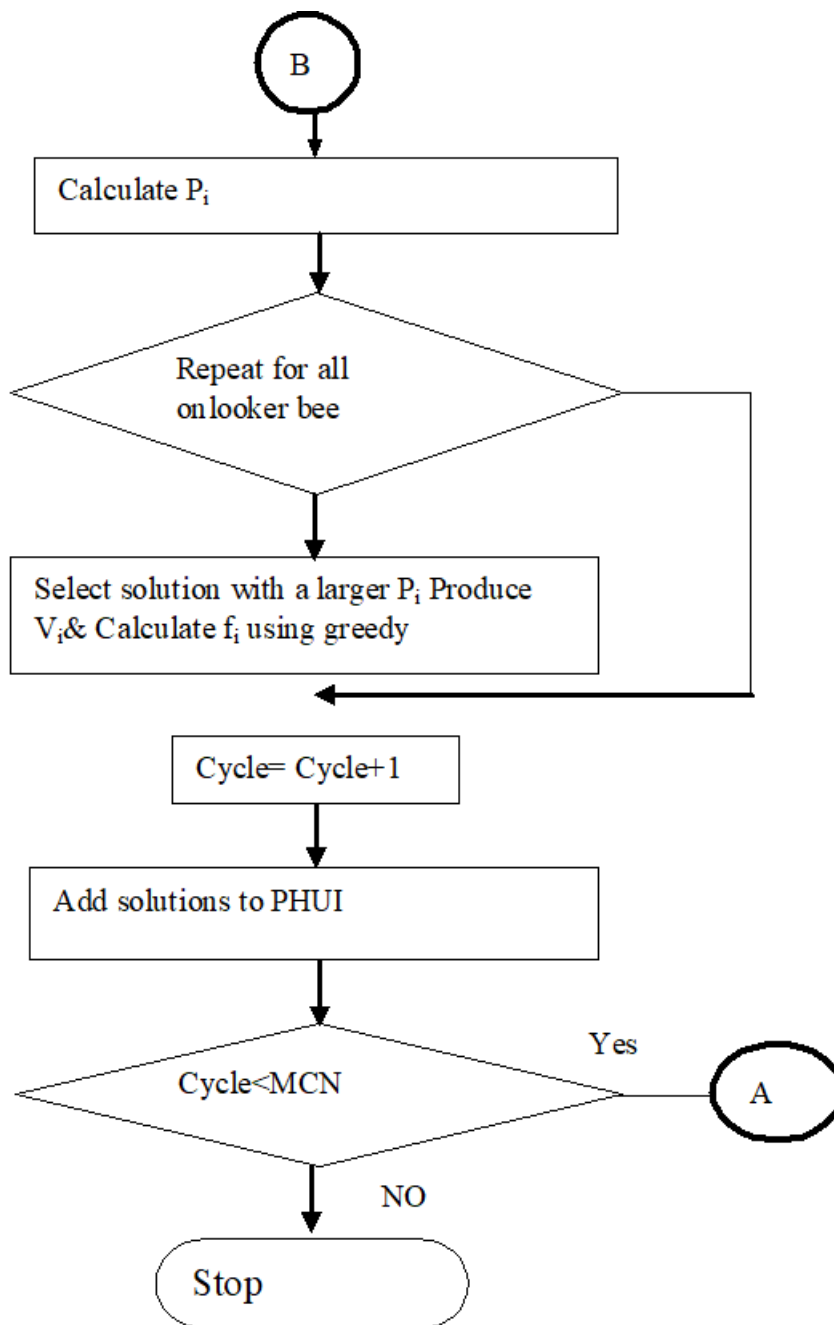 B
Calculate Pᵢ
Repeat for all
onlooker bee
Select solution with a larger Pᵢ Produce
Vᵢ& Calculate fᵢ using greedy
Cycle= Cycle+1
Add solutions to PHUI
Yes
Cycle<MCN
A
NO
Stop